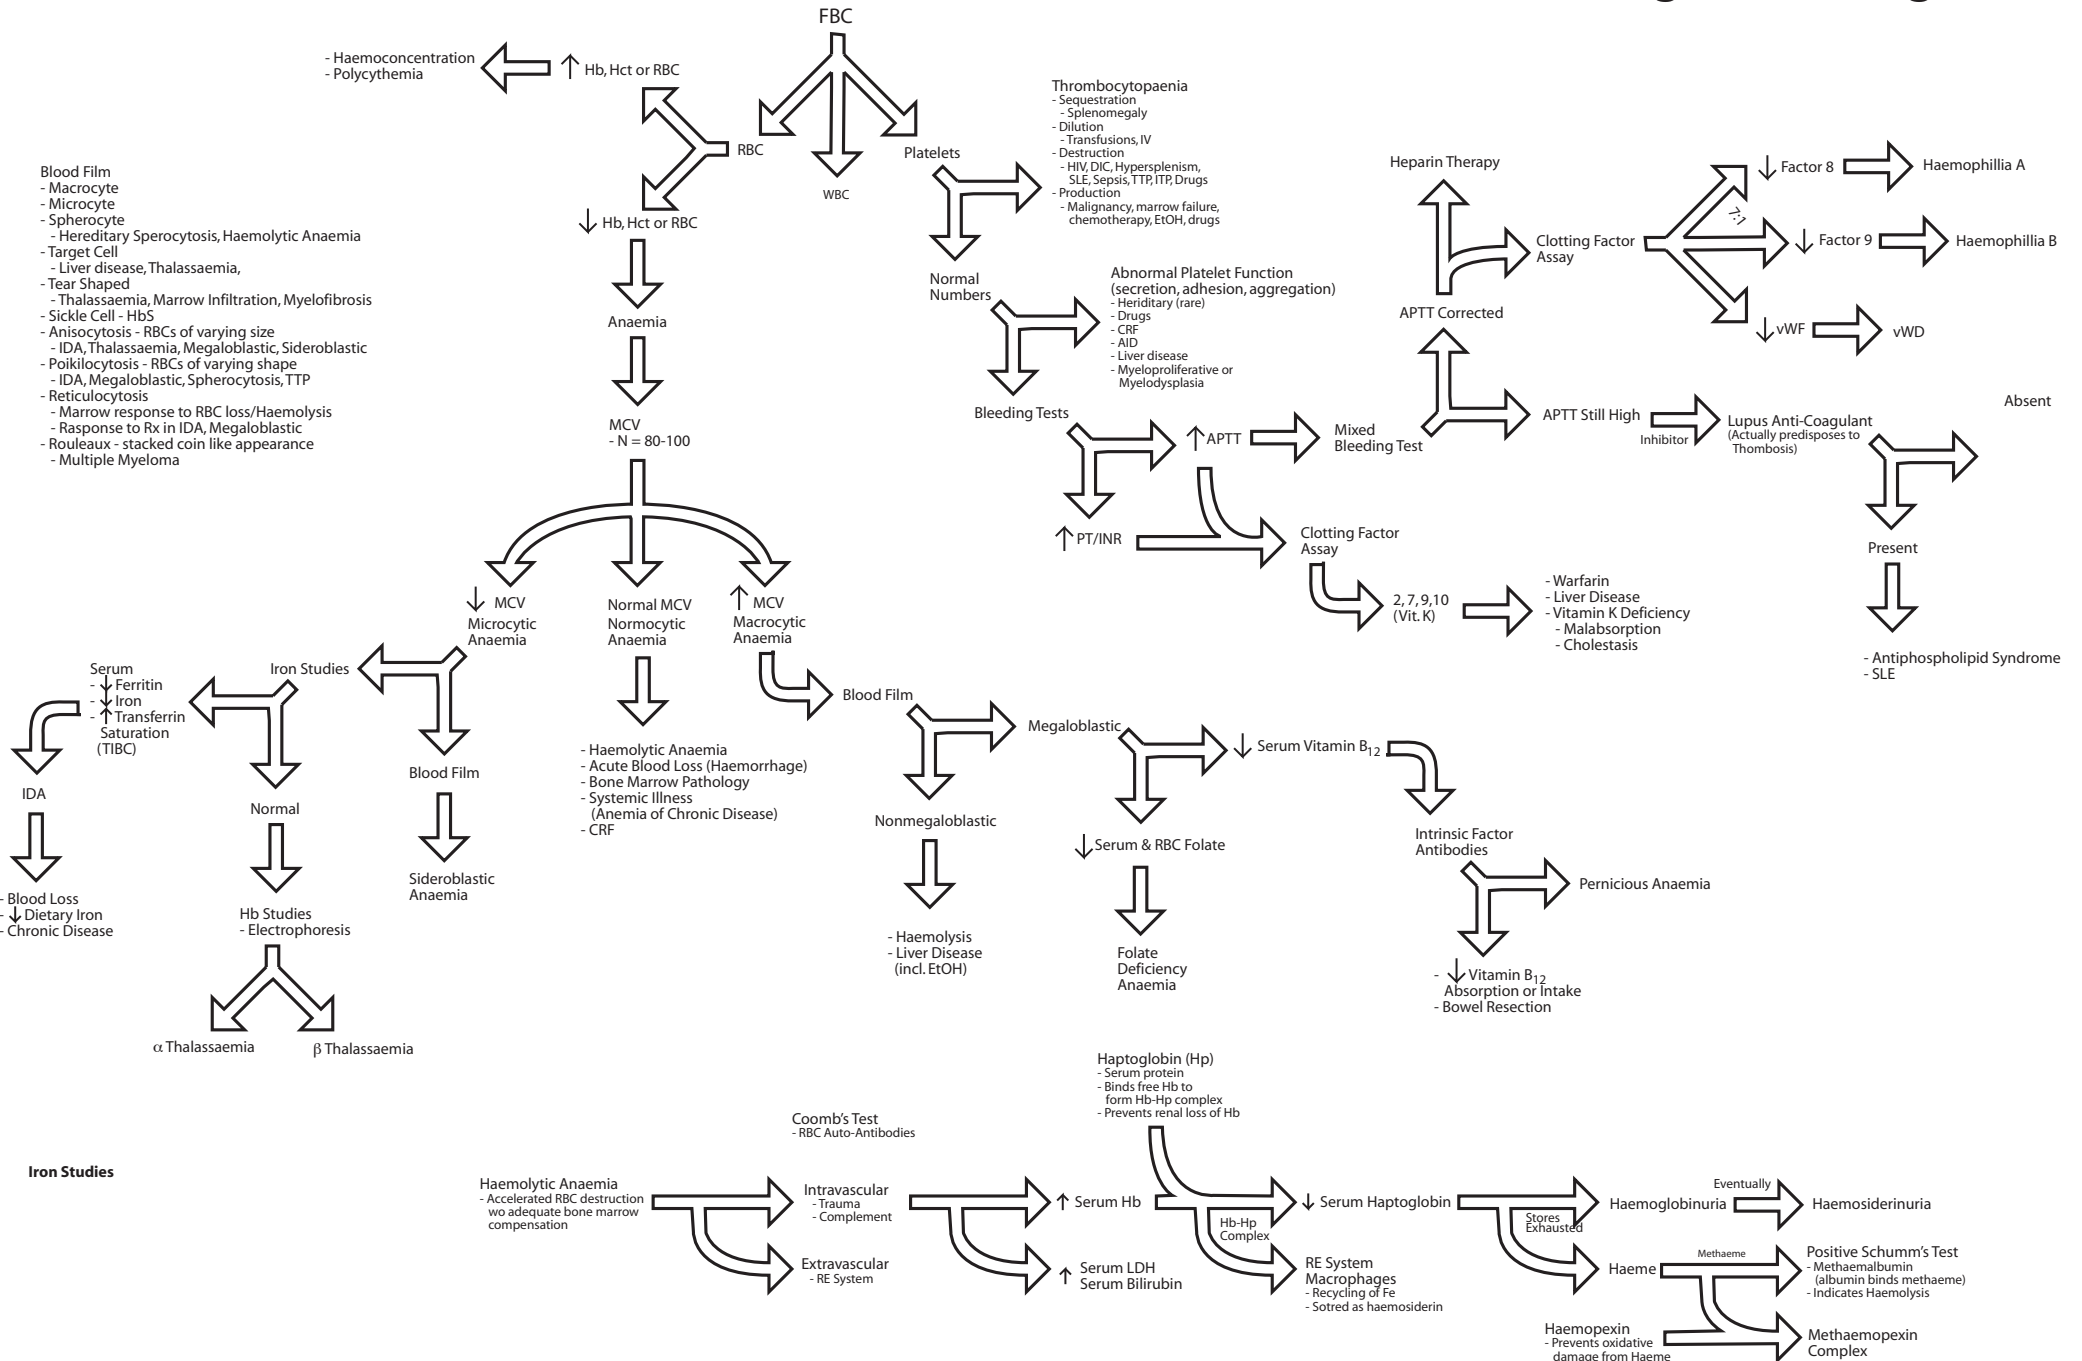 FBC
- Haemoconcentration
- Polycythemia
↑ Hb, Hct or RBC
RBC
WBC
Platelets
↓ Hb, Hct or RBC
Anaemia
MCV
- N = 80-100
Blood Film
- Macrocyte
- Microcyte
- Spherocyte
- Hereditary Sperocytosis, Haemolytic Anaemia
- Target Cell
- Liver disease, Thalassaemia,
- Tear Shaped
- Thalassaemia, Marrow Infiltration, Myelofibrosis
- Sickle Cell - HbS
- Anisocytosis - RBCs of varying size
- IDA, Thalassaemia, Megaloblastic, Sideroblastic
- Poikilocytosis - RBCs of varying shape
- IDA, Megaloblastic, Spherocytosis, TTP
- Reticulocytosis
- Marrow response to RBC loss/Haemolysis
- Rasponse to Rx in IDA, Megaloblastic
- Rouleaux - stacked coin like appearance
- Multiple Myeloma
Thrombocytopaenia
- Sequestration
- Splenomegaly
- Dilution
- Transfusions, IV
- Destruction
- HIV, DIC, Hypersplenism,
SLE, Sepsis, TTP, ITP, Drugs
- Production
- Malignancy, marrow failure,
chemotherapy, EtOH, drugs
Normal
Numbers
Abnormal Platelet Function
(secretion, adhesion, aggregation)
- Heriditary (rare)
- Drugs
- CRF
- AID
- Liver disease
- Myeloproliferative or
Myelodysplasia
Bleeding Tests
↑ APTT
Mixed
Bleeding Test
↑ PT/INR
Heparin Therapy
APTT Corrected
Clotting Factor
Assay
7:1
↓ Factor 8
Haemophillia A
↓ Factor 9
Haemophillia B
↓ vWF
vWD
APTT Still High
Inhibitor
Lupus Anti-Coagulant
(Actually predisposes to
Thombosis)
Absent
Present
- Antiphospholipid Syndrome
- SLE
Clotting Factor
Assay
2, 7, 9,10
(Vit. K)
- Warfarin
- Liver Disease
- Vitamin K Deficiency
- Malabsorption
- Cholestasis
↓ MCV
Microcytic
Anaemia
Normal MCV
Normocytic
Anaemia
↑ MCV
Macrocytic
Anaemia
Iron Studies
Serum
- ↓ Ferritin
- ↓ Iron
- ↑ Transferrin
Saturation
(TIBC)
IDA
- Blood Loss
- ↓ Dietary Iron
- Chronic Disease
Normal
Hb Studies
- Electrophoresis
α Thalassaemia
β Thalassaemia
Blood Film
Sideroblastic
Anaemia
- Haemolytic Anaemia
- Acute Blood Loss (Haemorrhage)
- Bone Marrow Pathology
- Systemic Illness
(Anemia of Chronic Disease)
- CRF
Blood Film
Megaloblastic
Nonmegaloblastic
- Haemolysis
- Liver Disease
(incl. EtOH)
↓ Serum Vitamin B12
↓ Serum & RBC Folate
Folate
Deficiency
Anaemia
Intrinsic Factor
Antibodies
Pernicious Anaemia
- ↓ Vitamin B12
Absorption or Intake
- Bowel Resection
Iron Studies
Coomb's Test
- RBC Auto-Antibodies
Haptoglobin (Hp)
- Serum protein
- Binds free Hb to
form Hb-Hp complex
- Prevents renal loss of Hb
Haemolytic Anaemia
- Accelerated RBC destruction
wo adequate bone marrow
compensation
Intravascular
- Trauma
- Complement
Extravascular
- RE System
↑ Serum Hb
↑ Serum LDH
Serum Bilirubin
Hb-Hp
Complex
↓ Serum Haptoglobin
RE System
Macrophages
- Recycling of Fe
- Sotred as haemosiderin
Stores
Exhausted
Haemoglobinuria
Eventually
Haemosiderinuria
Haeme
Methaeme
Positive Schumm's Test
- Methaemalbumin
(albumin binds methaeme)
- Indicates Haemolysis
Haemopexin
- Prevents oxidative
damage from Haeme
Methaemopexin
Complex